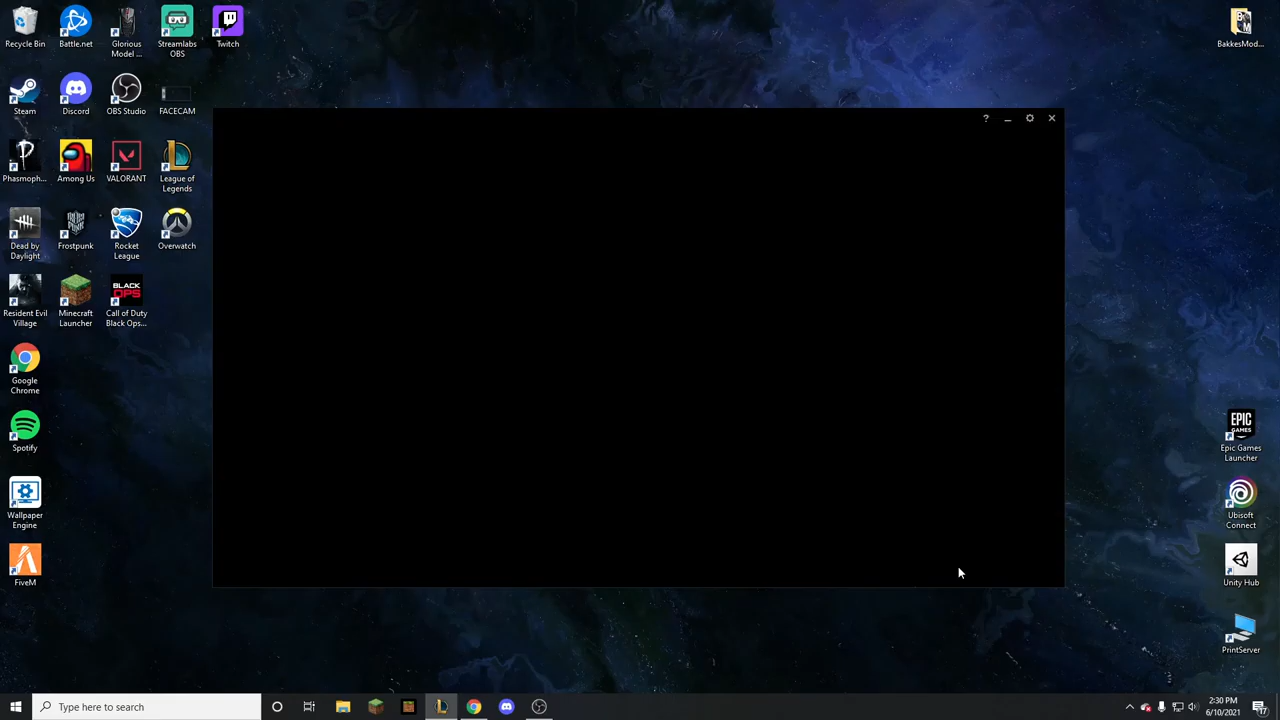 Recycle Bin
Battle.net
Glorious
Model ...
Streamlabs
OBS
Twitch
BakkesMod...
Steam
Discord
OBS Studio
FACECAM
Phasmoph...
Among Us
VALORANT
League of
Legends
Dead by
Daylight
Frostpunk
Rocket
League
Overwatch
BLACK
OPS
Resident Evil
Village
Minecraft
Launcher
Call of Duty
Black Ops...
Google
Chrome
Spotify
EPIC
GAMES
Epic Games
Launcher
Wallpaper
Engine
Ubisoft
Connect
FiveM
Unity Hub
PrintServer
Type here to search
2:30 PM
6/10/2021
17